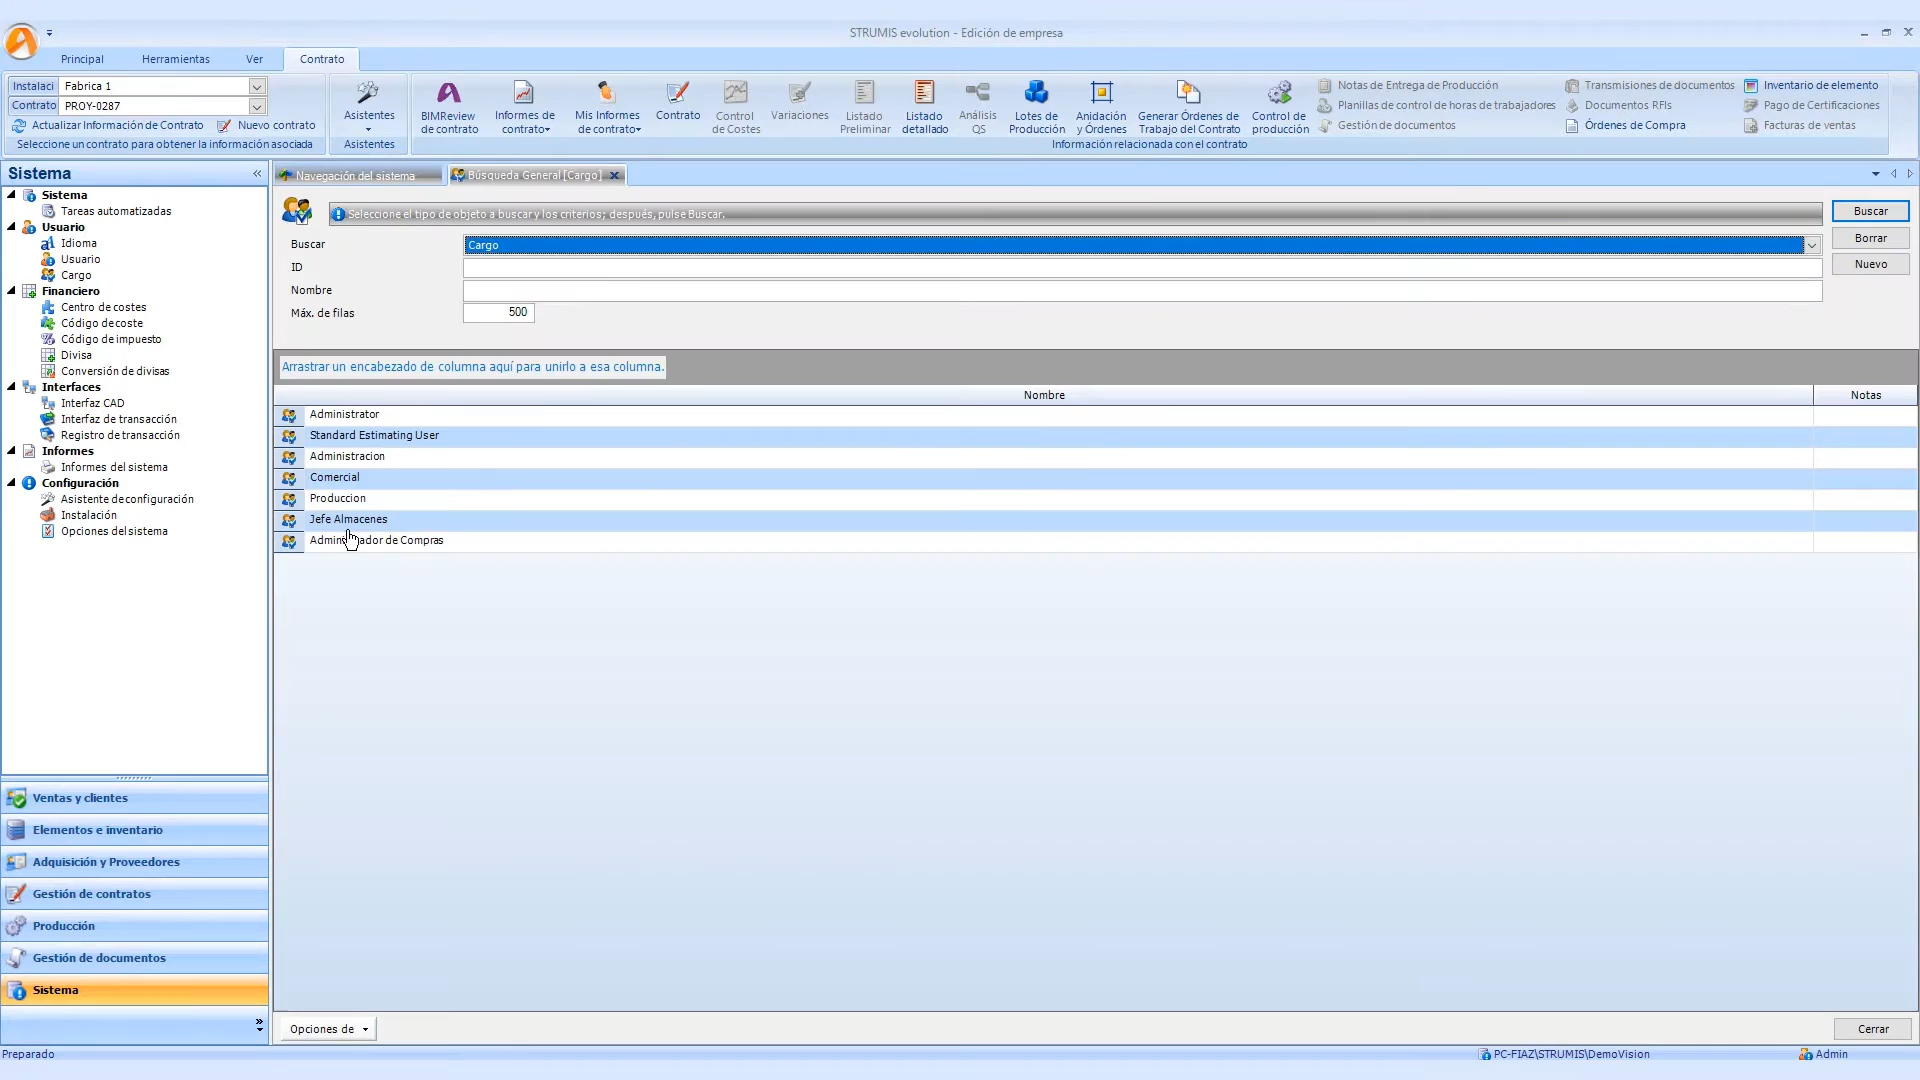 STRUMIS evolution - Edición de empresa
Principal
Herramientas
Ver
Contrato
Instalaci
Fabrica 1
Contrato
PROY-0287
Actualizar Información de Contrato
Nuevo contrato
Seleccione un contrato para obtener la información asociada
Asistentes
Asistentes
BIMReview
de contrato
Informes de
contrato
Mis Informes
de contrato
Contrato
Control
de Costes
Variaciones
Listado
Preliminar
Listado
detallado
Análisis
QS
Lotes de
Producción
Anidación
y Órdenes
Generar Órdenes de
Trabajo del Contrato
Control de
producción
Notas de Entrega de Producción
Planillas de control de horas de trabajadores
Gestión de documentos
Transmisiones de documentos
Documentos RFIs
Órdenes de Compra
Inventario de elemento
Pago de Certificaciones
Facturas de ventas
Información relacionada con el contrato
Sistema
Sistema
Tareas automatizadas
Usuario
Idioma
Usuario
Cargo
Financiero
Centro de costes
Código de coste
Código de impuesto
Divisa
Conversión de divisas
Interfaces
Interfaz CAD
Interfaz de transacción
Registro de transacción
Informes
Informes del sistema
Configuración
Asistente de configuración
Instalación
Opciones del sistema
Ventas y clientes
Elementos e inventario
Adquisición y Proveedores
Gestión de contratos
Producción
Gestión de documentos
Sistema
Navegación del sistema
Búsqueda General [Cargo]
Seleccione el tipo de objeto a buscar y los criterios; después, pulse Buscar.
Buscar
Cargo
ID
Nombre
Máx. de filas
500
Buscar
Borrar
Nuevo
Arrastrar un encabezado de columna aquí para unirlo a esa columna.
Nombre
Notas
Administrator
Standard Estimating User
Administracion
Comercial
Produccion
Jefe Almacenes
Administrador de Compras
Opciones de
Cerrar
Preparado
PC-FIAZ\STRUMIS\DemoVision
Admin